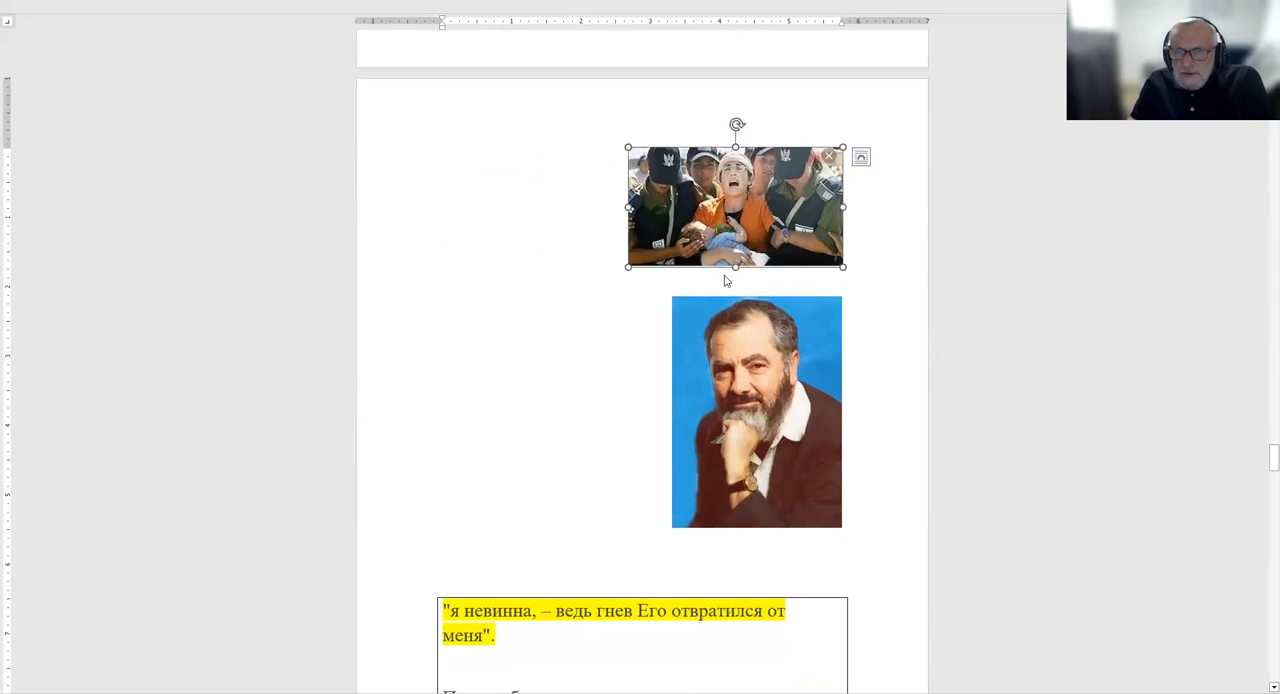 "я невинна, – ведь гнев Его отвратился от
меня".